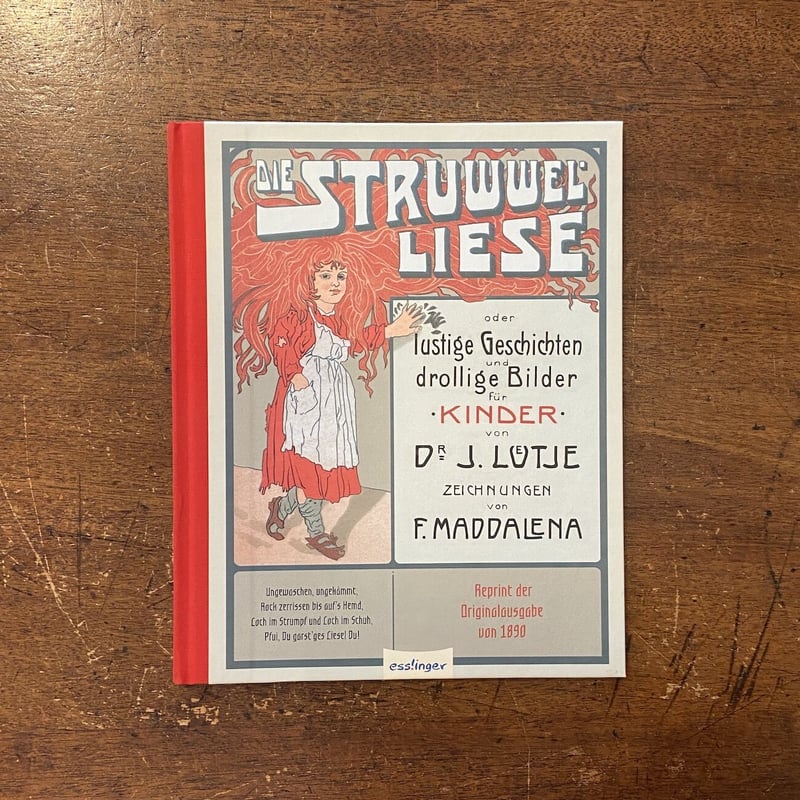 DIE STRUWWEL-
LIESE
oder
lustige Geschichten
und
drollige Bilder
für
·KINDER·
von
DR J. LÜTJE
ZEICHNUNGEN
von
F. MADDALENA
Ungewaschen, ungekämmt,
Rock zerrissen bis auf's Hemd,
Loch im Strumpf und Loch im Schuh,
Pfui, Du garst'ges Liesel Du!
Reprint der
Originalausgabe
von 1890
esslinger